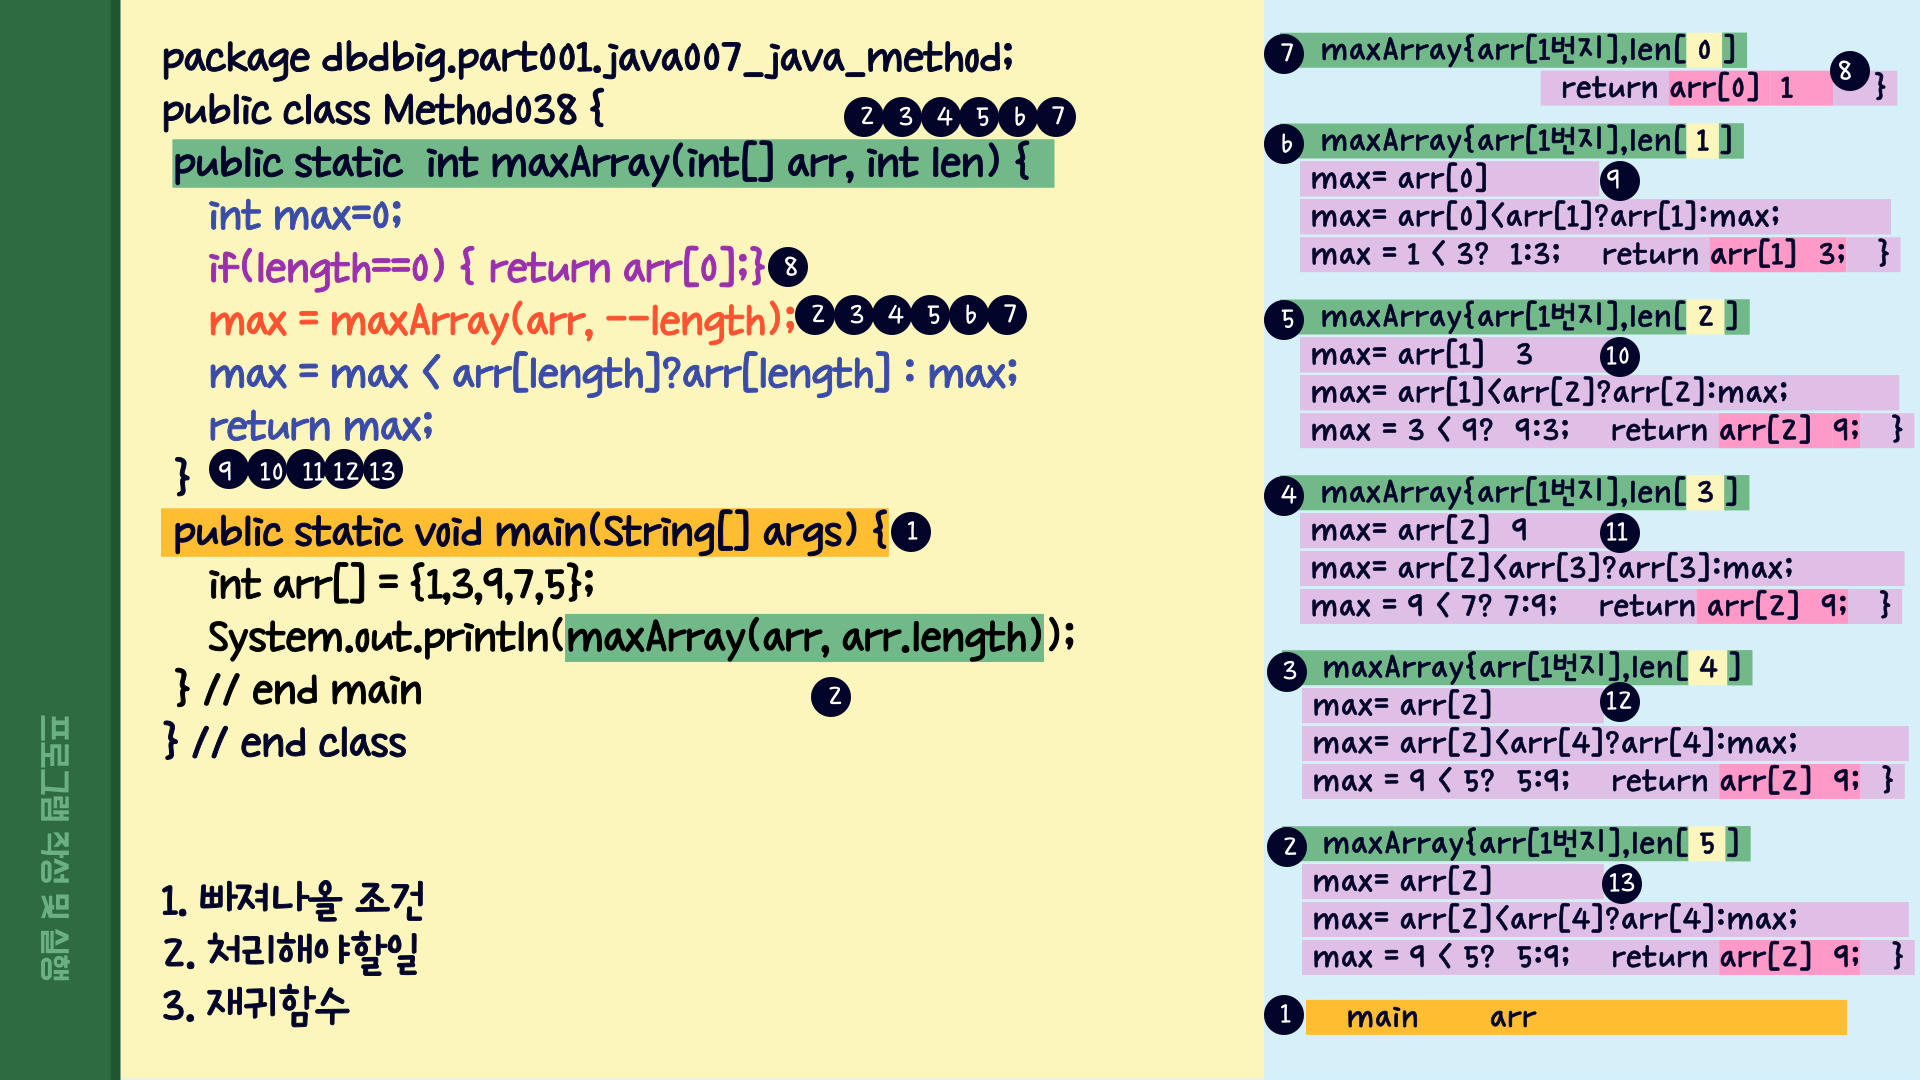 package dbdbig.part001.java007_java_method;
public class Method038 {
2 3 4 5 6 7
public static int maxArray(int[] arr, int len) {
int max=0;
if(length==0) { return arr[0];} 8
max = maxArray(arr, --length); 2 3 4 5 6 7
max = max < arr[length]?arr[length] : max;
return max;
} 9 10 11 12 13
public static void main(String[] args) { 1
int arr[] = {1,3,9,7,5};
System.out.println(maxArray(arr, arr.length));
} // end main 2
} // end class
1. 빠져나올 조건
2. 처리해야할일
3. 재귀함수
프로그램 작성 및 실행
7 maxArray{arr[1번지],len[ 0 ]
return arr[0] 1 8 }
6 maxArray{arr[1번지],len[ 1 ]
max= arr[0] 9
max= arr[0]<arr[1]?arr[1]:max;
max = 1 < 3? 1:3; return arr[1] 3; }
5 maxArray{arr[1번지],len[ 2 ]
max= arr[1] 3 10
max= arr[1]<arr[2]?arr[2]:max;
max = 3 < 9? 9:3; return arr[2] 9; }
4 maxArray{arr[1번지],len[ 3 ]
max= arr[2] 9 11
max= arr[2]<arr[3]?arr[3]:max;
max = 9 < 7? 7:9; return arr[2] 9; }
3 maxArray{arr[1번지],len[ 4 ]
max= arr[2] 12
max= arr[2]<arr[4]?arr[4]:max;
max = 9 < 5? 5:9; return arr[2] 9; }
2 maxArray{arr[1번지],len[ 5 ]
max= arr[2] 13
max= arr[2]<arr[4]?arr[4]:max;
max = 9 < 5? 5:9; return arr[2] 9; }
1 main arr